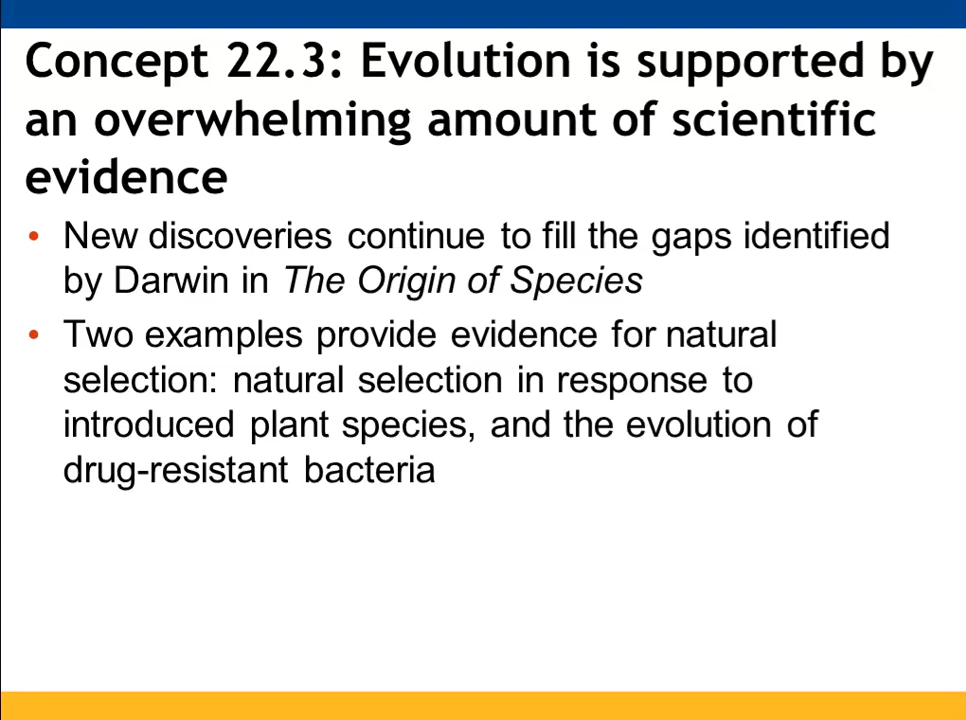 Concept 22.3: Evolution is supported by
an overwhelming amount of scientific
evidence
• New discoveries continue to fill the gaps identified
by Darwin in The Origin of Species
• Two examples provide evidence for natural
selection: natural selection in response to
introduced plant species, and the evolution of
drug-resistant bacteria